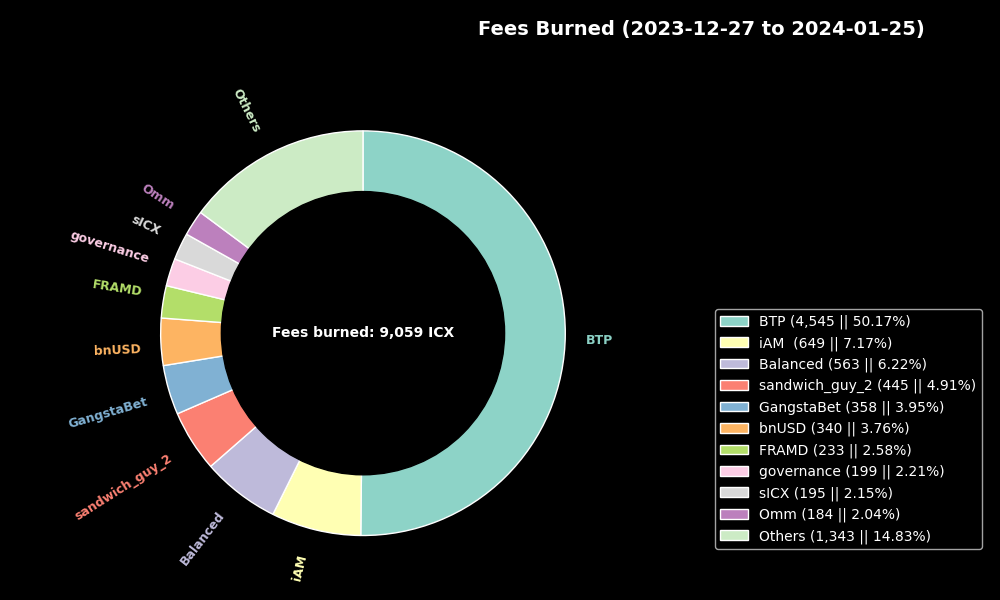 Fees Burned (2023-12-27 to 2024-01-25)
Others
Omm
sICX
governance
FRAMD
bnUSD
GangstaBet
sandwich_guy_2
Balanced
iAM
BTP
Fees burned: 9,059 ICX
BTP (4,545 || 50.17%)
iAM  (649 || 7.17%)
Balanced (563 || 6.22%)
sandwich_guy_2 (445 || 4.91%)
GangstaBet (358 || 3.95%)
bnUSD (340 || 3.76%)
FRAMD (233 || 2.58%)
governance (199 || 2.21%)
sICX (195 || 2.15%)
Omm (184 || 2.04%)
Others (1,343 || 14.83%)